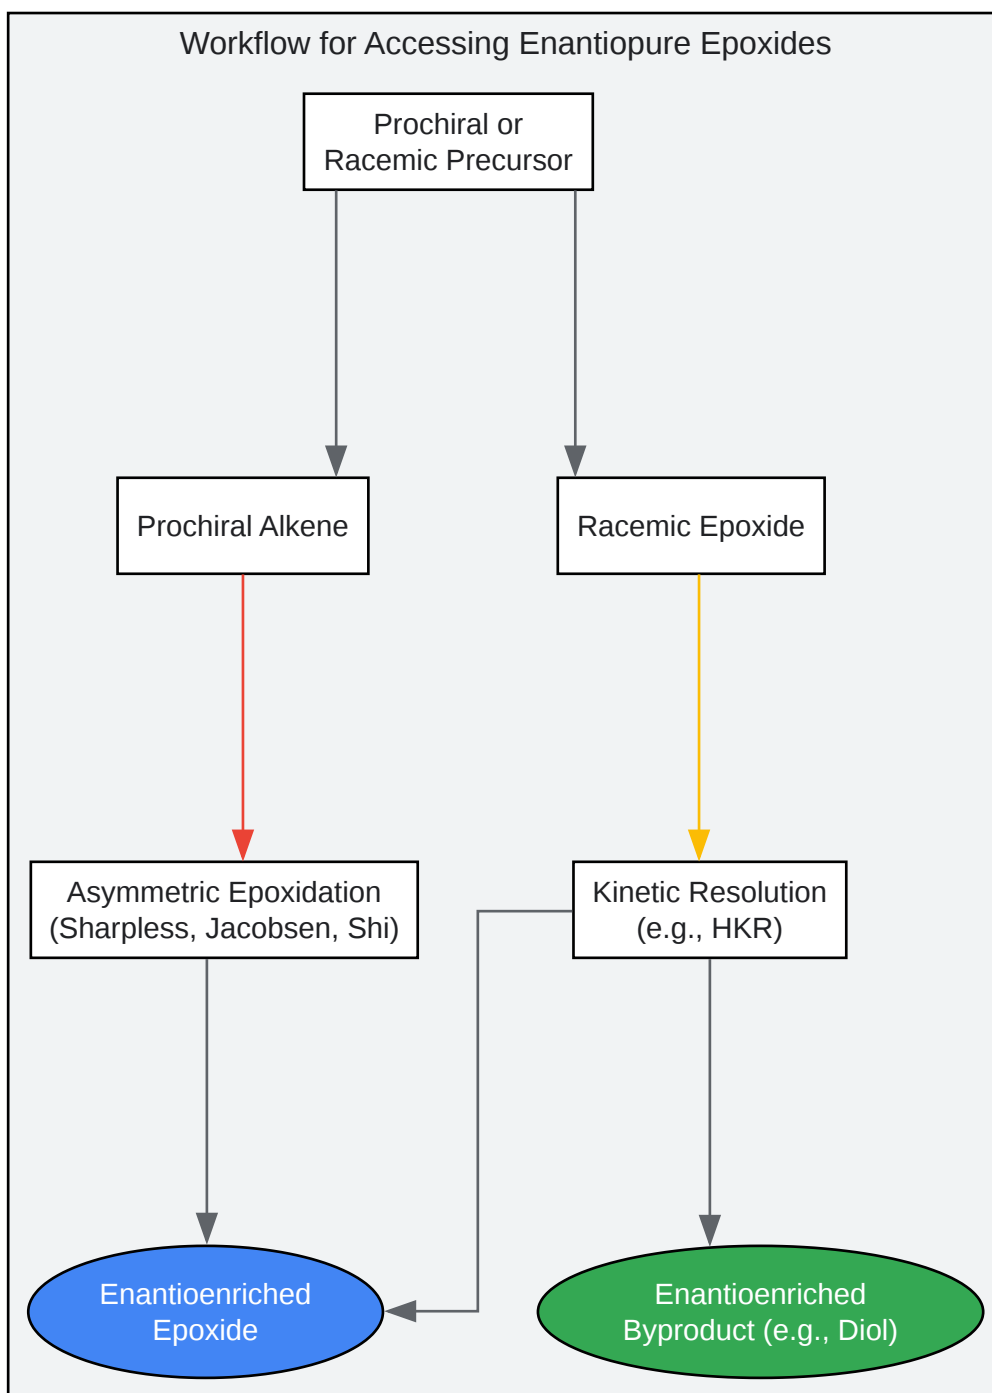 Workflow for Accessing Enantiopure Epoxides
Prochiral or
Racemic Precursor
Prochiral Alkene
Racemic Epoxide
Asymmetric Epoxidation
(Sharpless, Jacobsen, Shi)
Kinetic Resolution
(e.g., HKR)
Enantioenriched
Epoxide
Enantioenriched
Byproduct (e.g., Diol)